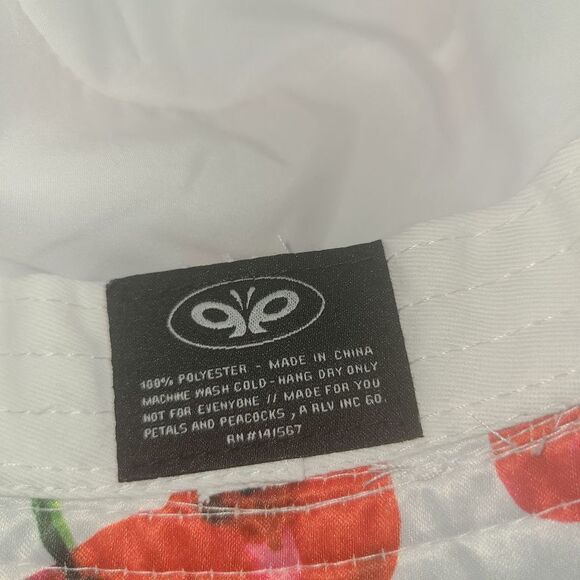 100% POLYESTER - MADE IN CHINA
MACHINE WASH COLD - HANG DRY ONLY
NOT FOR EVERYONE // MADE FOR YOU
PETALS AND PEACOCKS , A RLV INC CO.
RN#141567